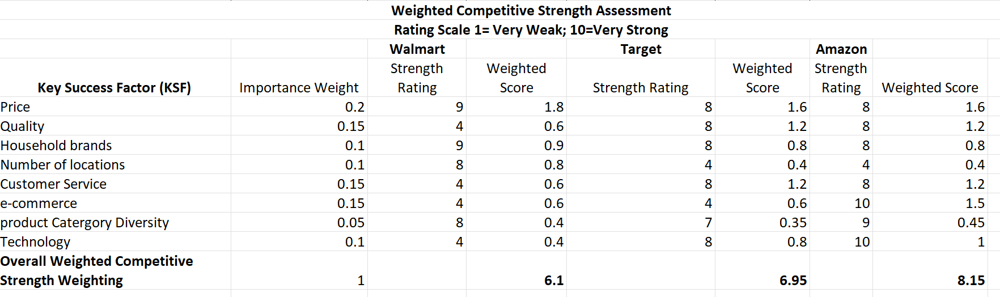 Weighted Competitive Strength Assessment
Rating Scale 1= Very Weak; 10=Very Strong
Walmart Target Amazon
Strength Weighted Weighted Strength
Key Success Factor (KSF) Importance Weight Rating Score Strength Rating Score Rating Weighted Score
Price 0.2 9 1.8 8 1.6 8 1.6
Quality 0.15 4 0.6 8 1.2 8 1.2
Household brands 0.1 9 0.9 8 0.8 8 0.8
Number of locations 0.1 8 0.8 4 0.4 4 0.4
Customer Service 0.15 4 0.6 8 1.2 8 1.2
e-commerce 0.15 4 0.6 4 0.6 10 1.5
product Catergory Diversity 0.05 8 0.4 7 0.35 9 0.45
Technology 0.1 4 0.4 8 0.8 10 1
Overall Weighted Competitive
Strength Weighting 1 6.1 6.95 8.15